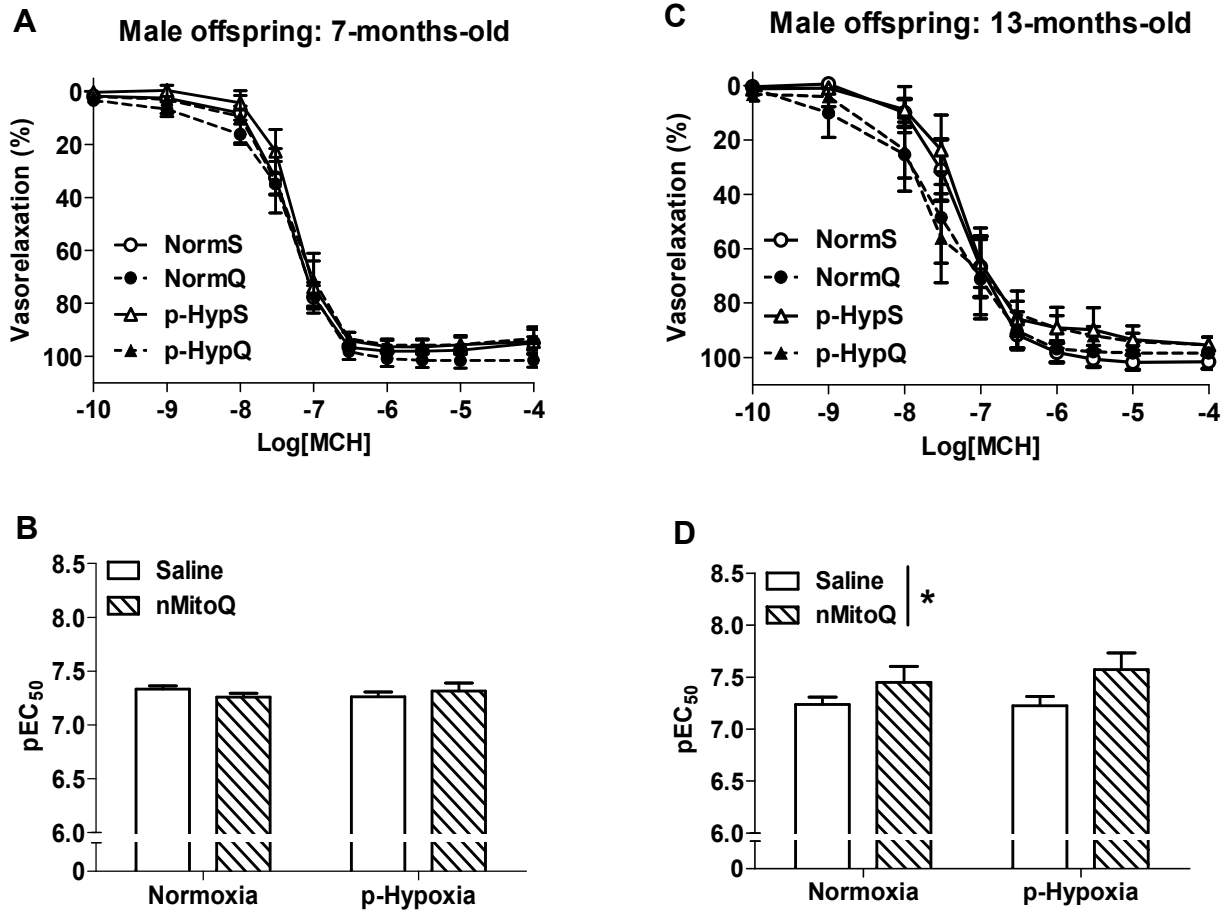 A
Male offspring: 7-months-old
Vasorelaxation (%)
0
20
40
60
80
100
NormS
NormQ
p-HypS
p-HypQ
-10 -9 -8 -7 -6 -5 -4
Log[MCH]
C
Male offspring: 13-months-old
Vasorelaxation (%)
0
20
40
60
80
100
NormS
NormQ
p-HypS
p-HypQ
-10 -9 -8 -7 -6 -5 -4
Log[MCH]
B
pEC50
8.5
8.0
7.5
7.0
6.5
6.0
0
Saline
nMitoQ
Normoxia p-Hypoxia
D
pEC50
8.5
8.0
7.5
7.0
6.5
6.0
0
Saline
nMitoQ
*
Normoxia p-Hypoxia